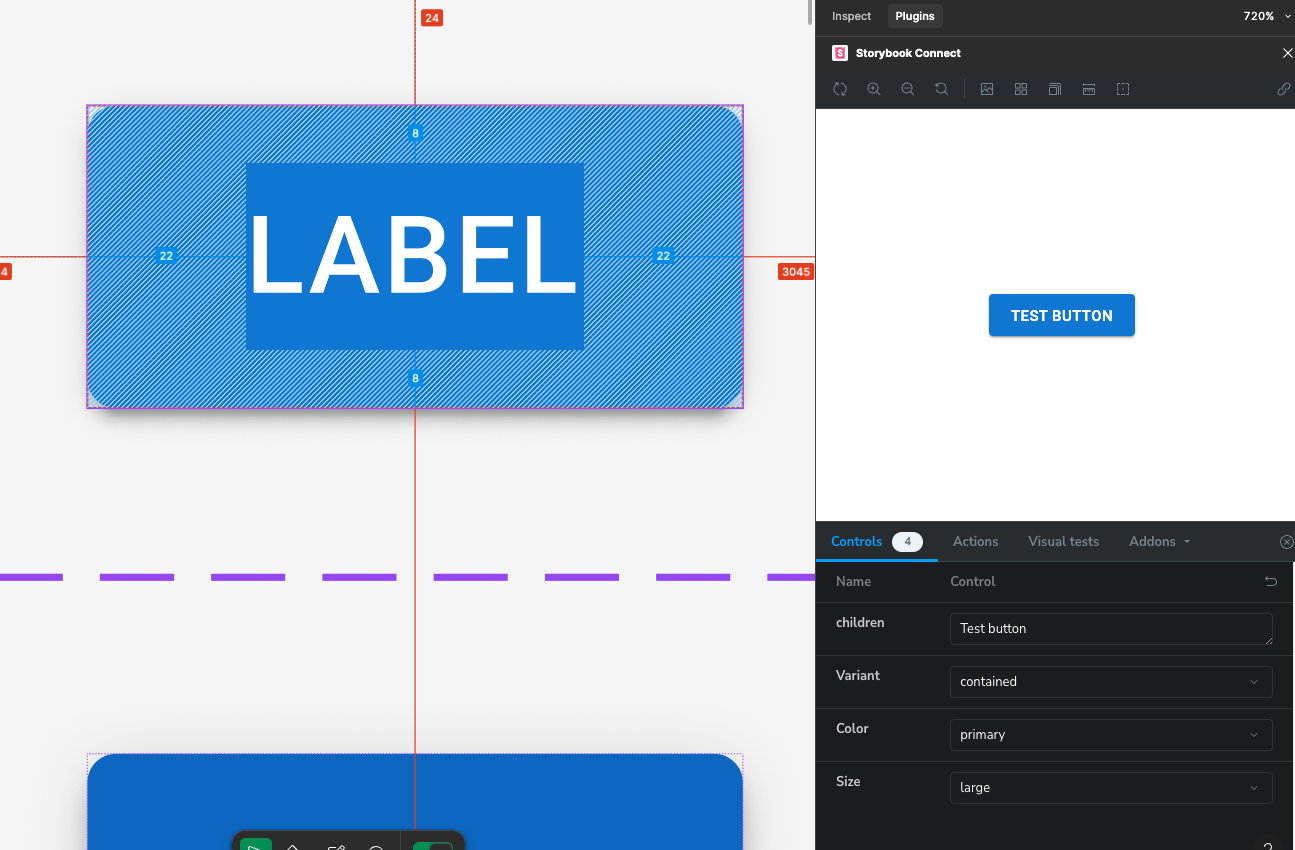 24
8
LABEL
22
22
8
4
3045
Inspect
Plugins
720%
Storybook Connect
TEST BUTTON
Controls 4
Actions
Visual tests
Addons
Name
Control
children
Test button
Variant
contained
Color
primary
Size
large
?